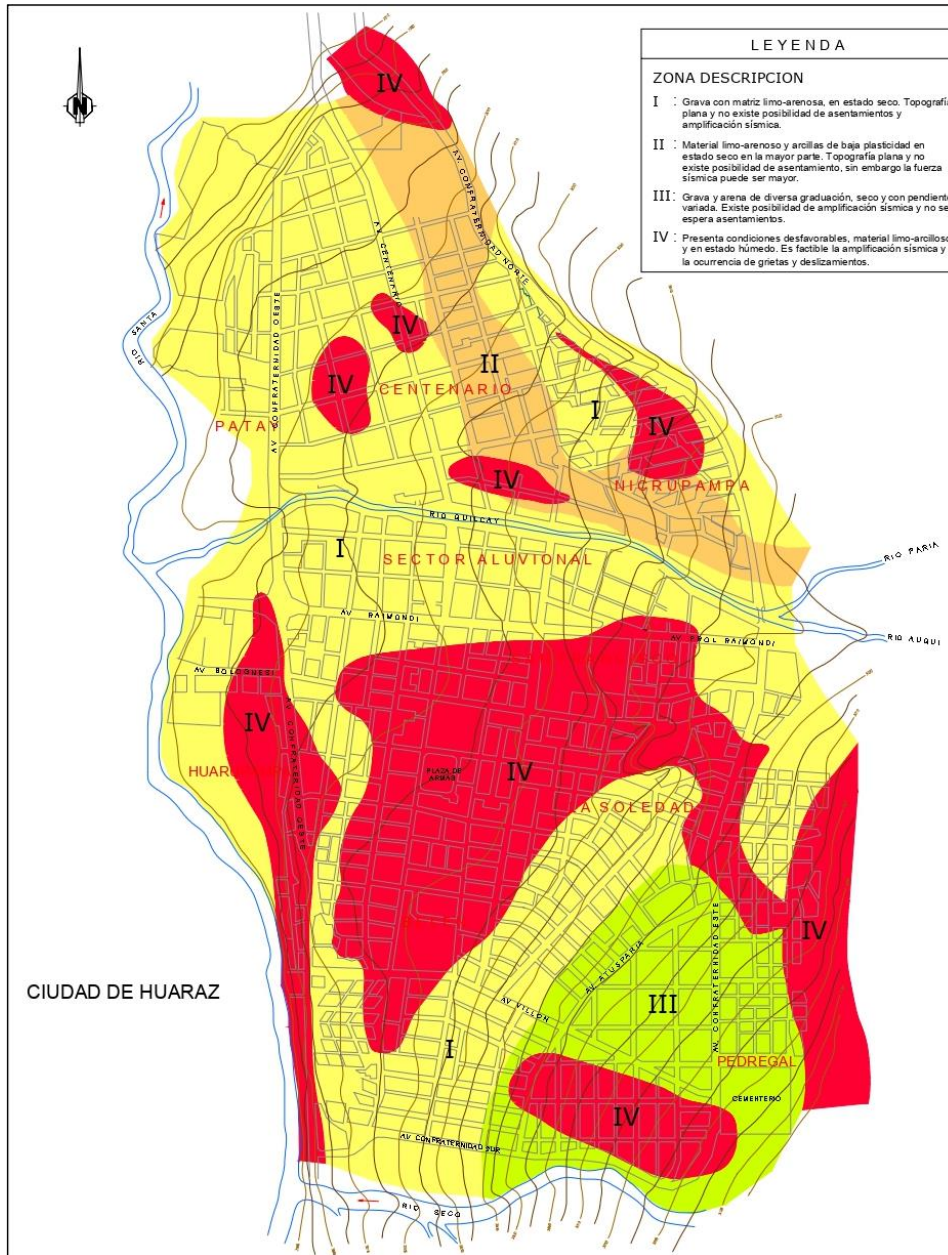 LEYENDA
ZONA DESCRIPCION
I : Grava con matriz limo-arenosa, en estado seco. Topografía
plana y no existe posibilidad de asentamientos y
amplificación sísmica.
II : Material limo-arenoso y arcillas de baja plasticidad en
estado seco en la mayor parte. Topografía plana y no
existe posibilidad de asentamiento, sin embargo la fuerza
sísmica puede ser mayor.
III : Grava y arena de diversa graduación, seco y con pendiente
variada. Existe posibilidad de amplificación sísmica y no se
espera asentamientos.
IV : Presenta condiciones desfavorables, material limo-arcilloso
y en estado húmedo. Es factible la amplificación sísmica y
la ocurrencia de grietas y deslizamientos.
N
IV
AV. CONFRATERNIDAD NORTE
AV. CENTENARIO
RIO SANTA
AV CONFRATERNIDAD OESTE
IV
II
IV
CENTENARIO
I
PATAY
IV
IV
NICRUPAMPA
RIO QUILCAY
I
SECTOR ALUVIONAL
RIO PARIA
AV RAIMONDI
AV PROL RAIMONDI
RIO AUQUI
AV BOLOGNESI
AV CONFRATERIDAD OESTE
IV
PLAZA DE
ARMAS
IV
LA SOLEDAD
IV
CIUDAD DE HUARAZ
AV ATUSPARIA
AV CONFRATERNIDAD ESTE
AV VILLON
III
I
PEDREGAL
CEMENTERIO
IV
AV CONFRATERNIDAD SUR
RIO SECO